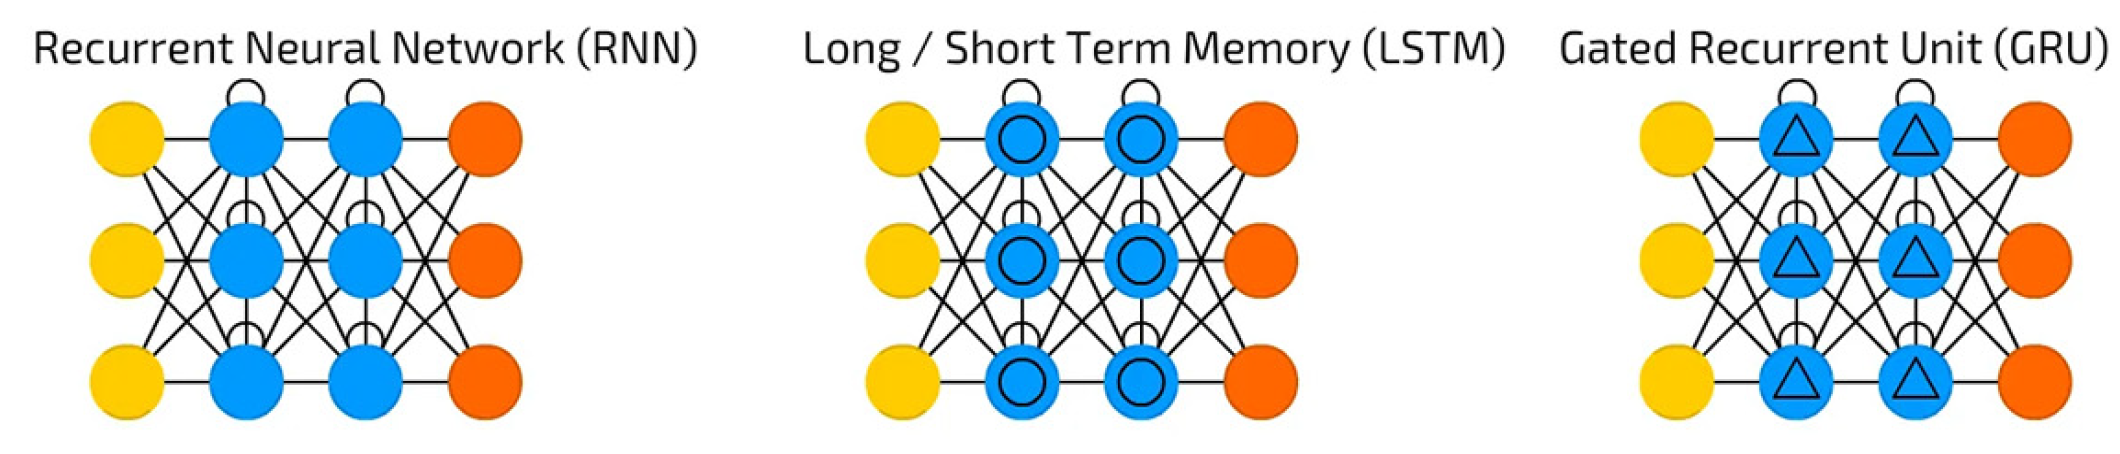 Recurrent Neural Network (RNN)
Long / Short Term Memory (LSTM)
Gated Recurrent Unit (GRU)